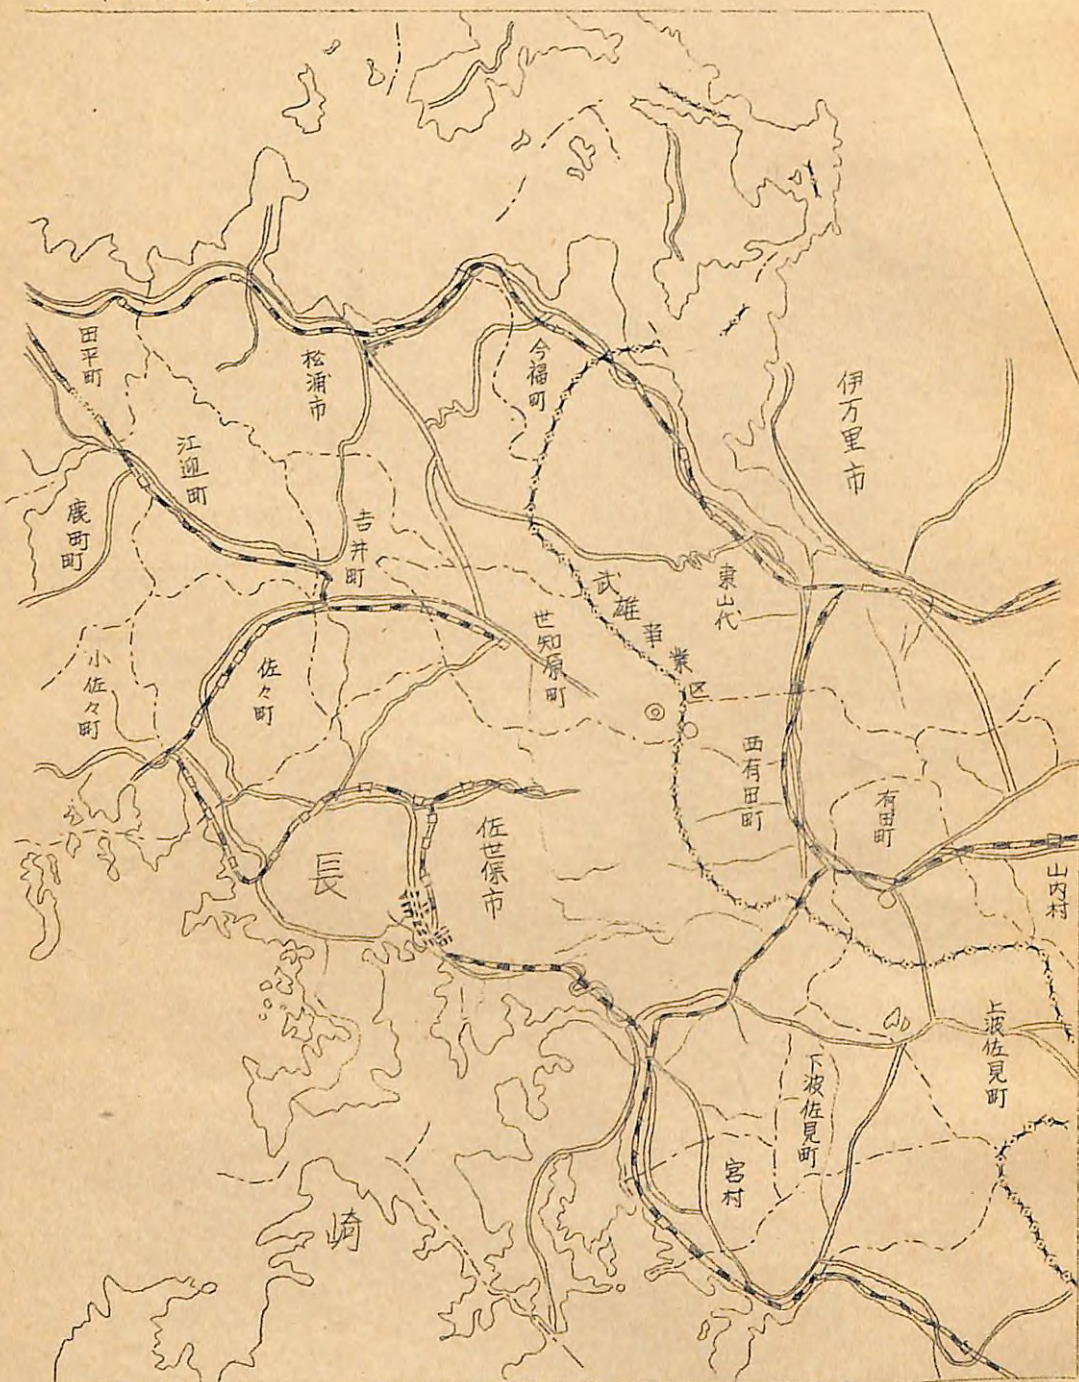 田平町
松浦市
今福町
伊万里市
江迎町
鹿町町
吉井町
世知原町
東山代
武雄事業区
小佐々町
佐々町
西有田町
有田町
山内村
佐世保市
長
上波佐見町
下波佐見町
宮村
崎